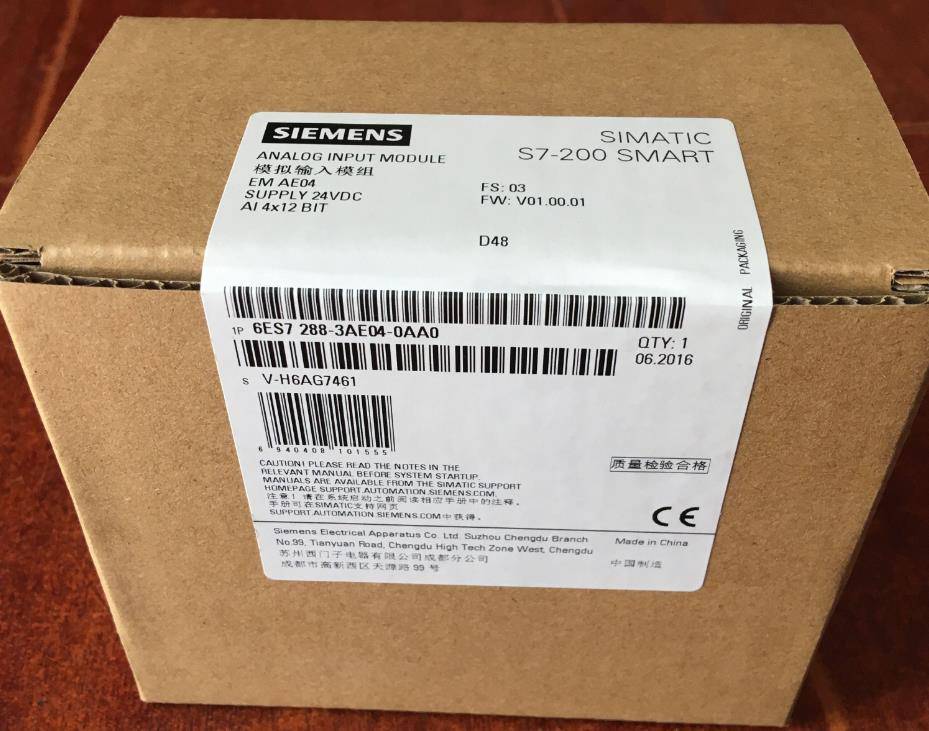 SIEMENS
SIMATIC
S7-200 SMART
ANALOG INPUT MODULE
模拟输入模组
EM AE04
SUPPLY 24VDC
AI 4x12 BIT
FS: 03
FW: V01.00.01
D48
ORIGINAL PACKAGING
1P 6ES7 288-3AE04-0AA0
QTY: 1
06.2016
S V-H6AG7461
6 940408 101555
CAUTION! PLEASE READ THE NOTES IN THE
RELEVANT MANUAL BEFORE SYSTEM STARTUP.
MANUALS ARE AVAILABLE FROM THE SIMATIC SUPPORT
HOMEPAGE SUPPORT.AUTOMATION.SIEMENS.COM.
注意！请在系统启动之前阅读相应手册中的注释。
手册可在SIMATIC支持网页
SUPPORT.AUTOMATION.SIEMENS.COM中获得。
质量检验合格
CE
Siemens Electrical Apparatus Co. Ltd. Suzhou Chengdu Branch
No.99, Tianyuan Road, Chengdu High Tech Zone West, Chengdu
苏州西门子电器有限公司成都分公司
成都市高新西区天源路 99 号
Made in China
中国制造